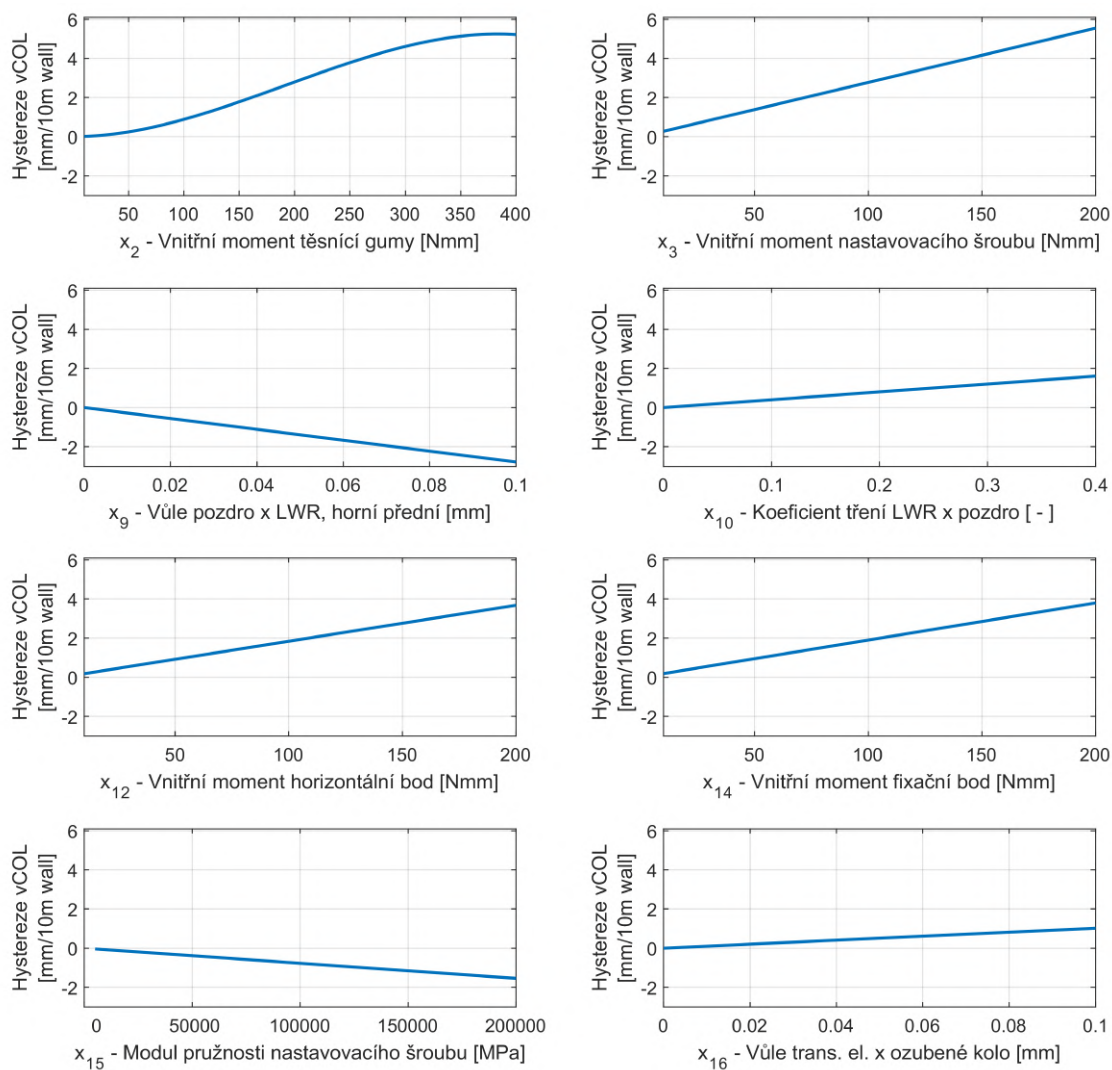 Hystereze vCOL
[mm/10m wall]
6
4
2
0
-2
50 100 150 200 250 300 350 400
x_2 - Vnitřní moment těsnící gumy [Nmm]
Hystereze vCOL
[mm/10m wall]
6
4
2
0
-2
50 100 150 200
x_3 - Vnitřní moment nastavovacího šroubu [Nmm]
Hystereze vCOL
[mm/10m wall]
6
4
2
0
-2
0 0.02 0.04 0.06 0.08 0.1
x_9 - Vůle pozdro x LWR, horní přední [mm]
Hystereze vCOL
[mm/10m wall]
6
4
2
0
-2
0 0.1 0.2 0.3 0.4
x_10 - Koeficient tření LWR x pozdro [ - ]
Hystereze vCOL
[mm/10m wall]
6
4
2
0
-2
50 100 150 200
x_12 - Vnitřní moment horizontální bod [Nmm]
Hystereze vCOL
[mm/10m wall]
6
4
2
0
-2
50 100 150 200
x_14 - Vnitřní moment fixační bod [Nmm]
Hystereze vCOL
[mm/10m wall]
6
4
2
0
-2
0 50000 100000 150000 200000
x_15 - Modul pružnosti nastavovacího šroubu [MPa]
Hystereze vCOL
[mm/10m wall]
6
4
2
0
-2
0 0.02 0.04 0.06 0.08 0.1
x_16 - Vůle trans. el. x ozubené kolo [mm]